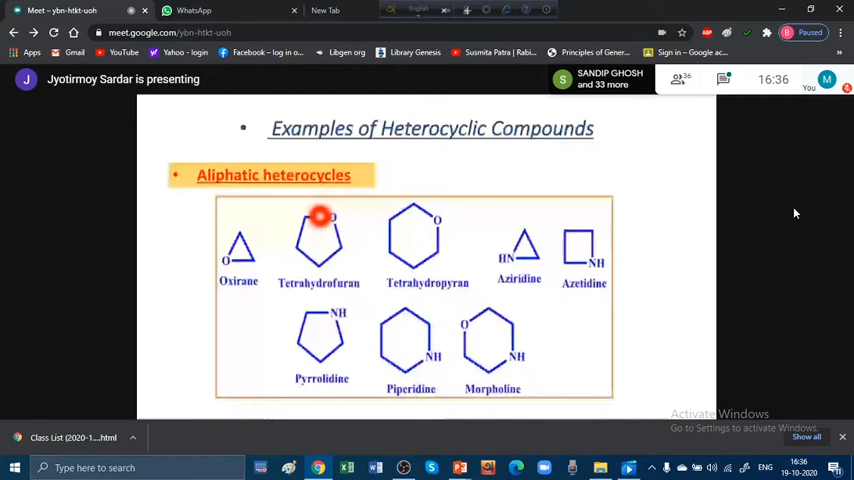 Meet – ybn-htkt-uoh
WhatsApp
New Tab
English
meet.google.com/ybn-htkt-uoh
ABP
B
Paused
Apps
Gmail
YouTube
Yahoo - login
Facebook – log in o...
Libgen org
Library Genesis
Susmita Patra | Rabi...
Principles of Gener...
Sign in – Google ac...
J
Jyotirmoy Sardar is presenting
S
SANDIP GHOSH
and 33 more
36
16:36
You
M
• Examples of Heterocyclic Compounds
• Aliphatic heterocycles
O
Oxirane
O
Tetrahydrofuran
O
Tetrahydropyran
HN
Aziridine
NH
Azetidine
NH
Pyrrolidine
NH
Piperidine
O
NH
Morpholine
Activate Windows
Go to Settings to activate Windows.
Class List (2020-1....html
Show all
Type here to search
ENG
16:36
19-10-2020